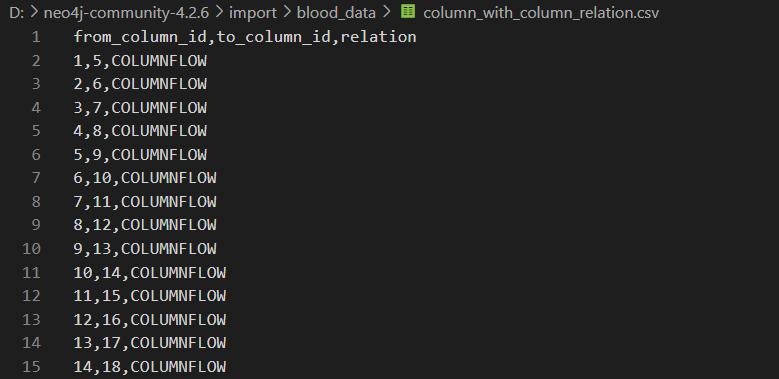 D: > neo4j-community-4.2.6 > import > blood_data > column_with_column_relation.csv
1 from_column_id,to_column_id,relation
2 1,5,COLUMNFLOW
3 2,6,COLUMNFLOW
4 3,7,COLUMNFLOW
5 4,8,COLUMNFLOW
6 5,9,COLUMNFLOW
7 6,10,COLUMNFLOW
8 7,11,COLUMNFLOW
9 8,12,COLUMNFLOW
10 9,13,COLUMNFLOW
11 10,14,COLUMNFLOW
12 11,15,COLUMNFLOW
13 12,16,COLUMNFLOW
14 13,17,COLUMNFLOW
15 14,18,COLUMNFLOW